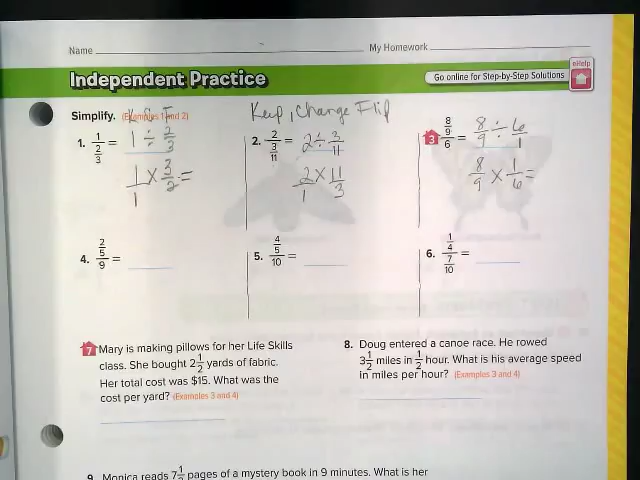 Name My Homework
eHelp
Independent Practice
Go online for Step-by-Step Solutions
Simplify. (Examples 1 and 2)
K C F
Keep, Change Flip
1. 1/(2/3) = 1 ÷ 2/3
1/1 × 3/2 =
2. 2/(3/11) = 2 ÷ 3/11
2/1 × 11/3
3 (8/9)/6 = 8/9 ÷ 6/1
8/9 × 1/6 =
4. (2/5)/9 =
5. (4/5)/10 =
6. (1/4)/(7/10) =
7 Mary is making pillows for her Life Skills
class. She bought 2 1/2 yards of fabric.
Her total cost was $15. What was the
cost per yard? (Examples 3 and 4)
8. Doug entered a canoe race. He rowed
3 1/2 miles in 1/2 hour. What is his average speed
in miles per hour? (Examples 3 and 4)
9. Monica reads 7 1/ pages of a mystery book in 9 minutes. What is her